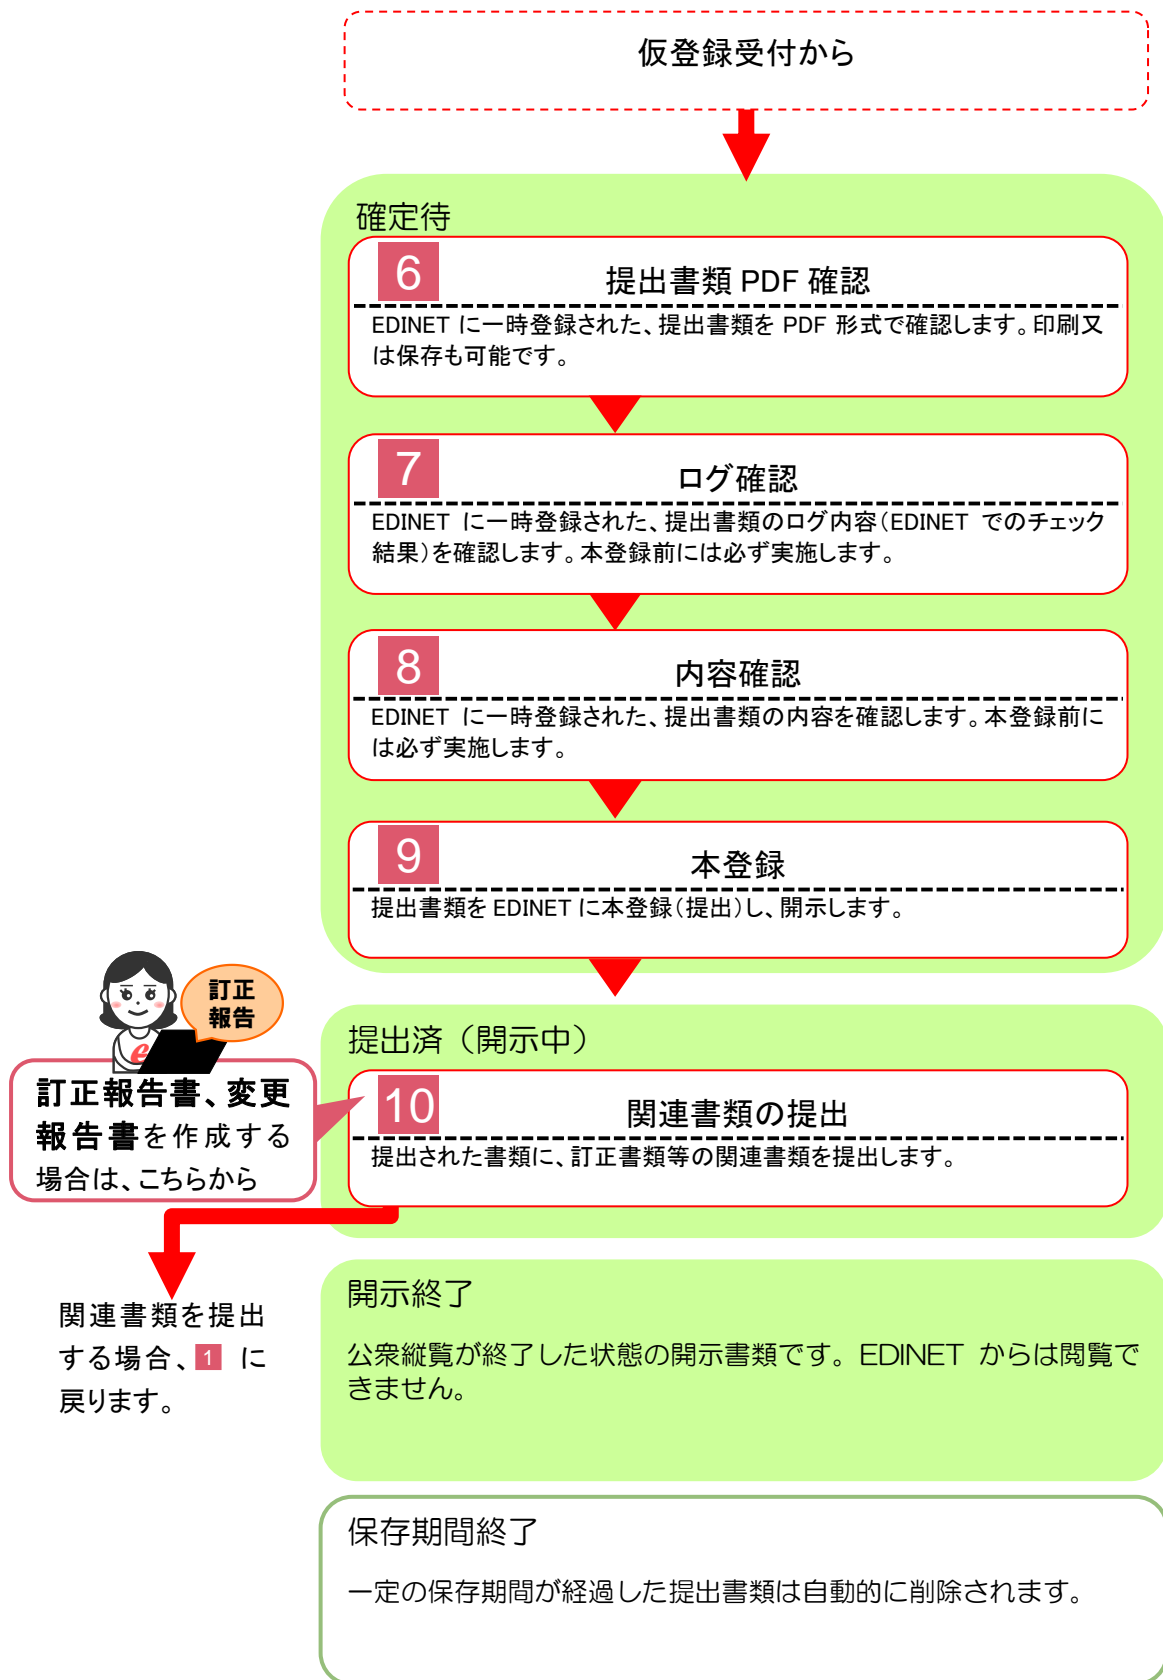 仮登録受付から
確定待
6
提出書類 PDF 確認
EDINET に一時登録された、提出書類を PDF 形式で確認します。印刷又
は保存も可能です。
7
ログ確認
EDINET に一時登録された、提出書類のログ内容（EDINET でのチェック
結果）を確認します。本登録前には必ず実施します。
8
内容確認
EDINET に一時登録された、提出書類の内容を確認します。本登録前に
は必ず実施します。
9
本登録
提出書類を EDINET に本登録（提出）し、開示します。
訂正
報告
e
訂正報告書、変更
報告書を作成する
場合は、こちらから
提出済（開示中）
10
関連書類の提出
提出された書類に、訂正書類等の関連書類を提出します。
関連書類を提出
する場合、1 に
戻ります。
開示終了
公衆縦覧が終了した状態の開示書類です。EDINET からは閲覧で
きません。
保存期間終了
一定の保存期間が経過した提出書類は自動的に削除されます。